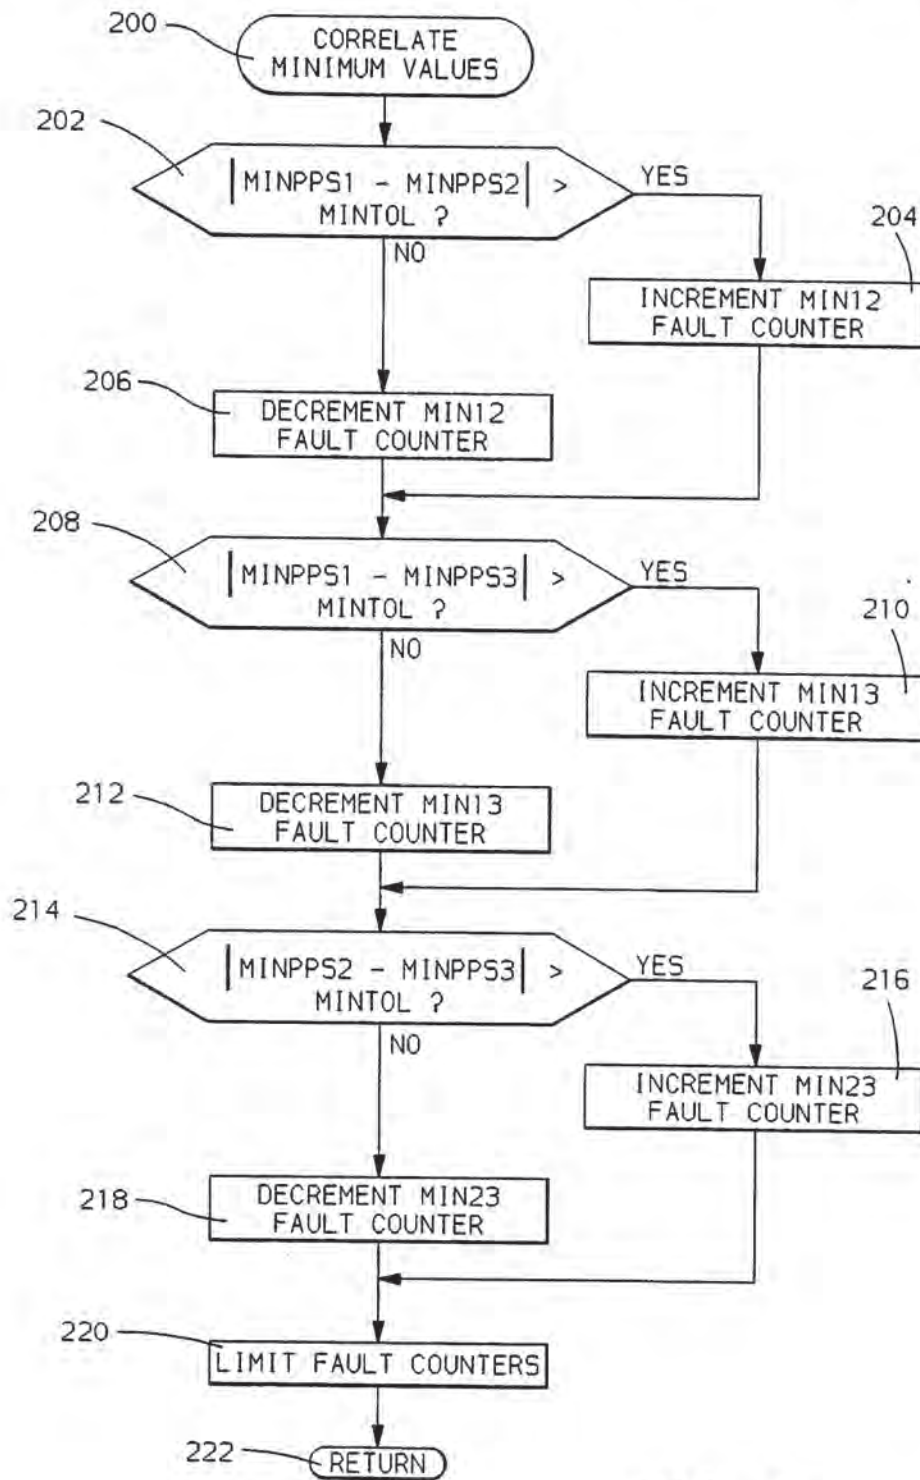 200
CORRELATE
MINIMUM VALUES
202
|MINPPS1 - MINPPS2| >
MINTOL ?
YES
NO
204
INCREMENT MIN12
FAULT COUNTER
206
DECREMENT MIN12
FAULT COUNTER
208
|MINPPS1 - MINPPS3| >
MINTOL ?
YES
NO
210
INCREMENT MIN13
FAULT COUNTER
212
DECREMENT MIN13
FAULT COUNTER
214
|MINPPS2 - MINPPS3| >
MINTOL ?
YES
NO
216
INCREMENT MIN23
FAULT COUNTER
218
DECREMENT MIN23
FAULT COUNTER
220
LIMIT FAULT COUNTERS
222
RETURN